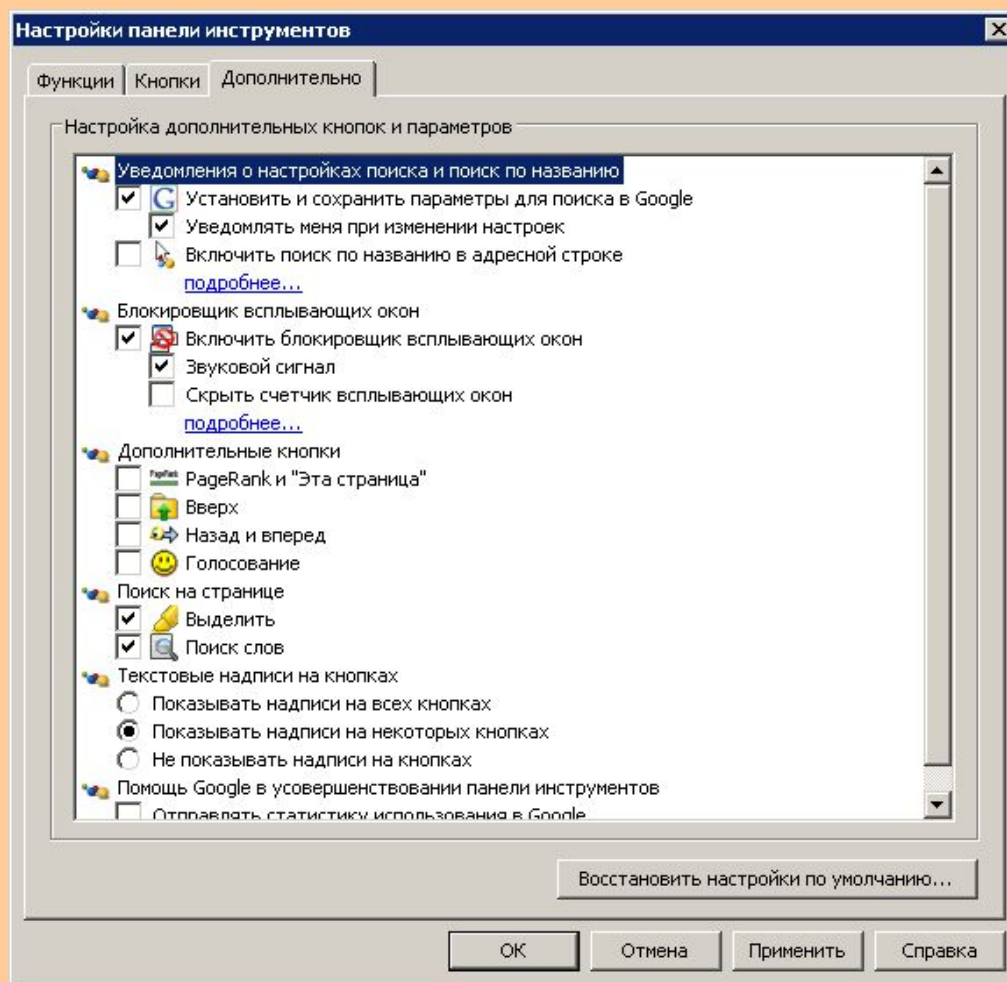 Настройки панели инструментов
Функции Кнопки Дополнительно
Настройка дополнительных кнопок и параметров
Уведомления о настройках поиска и поиск по названию
Установить и сохранить параметры для поиска в Google
Уведомлять меня при изменении настроек
Включить поиск по названию в адресной строке
подробнее...
Блокировщик всплывающих окон
Включить блокировщик всплывающих окон
Звуковой сигнал
Скрыть счетчик всплывающих окон
подробнее...
Дополнительные кнопки
PageRank PageRank и "Эта страница"
Вверх
Назад и вперед
Голосование
Поиск на странице
Выделить
Поиск слов
Текстовые надписи на кнопках
Показывать надписи на всех кнопках
Показывать надписи на некоторых кнопках
Не показывать надписи на кнопках
Помощь Google в усовершенствовании панели инструментов
Отправлять статистику использования в Google
Восстановить настройки по умолчанию...
ОК Отмена Применить Справка